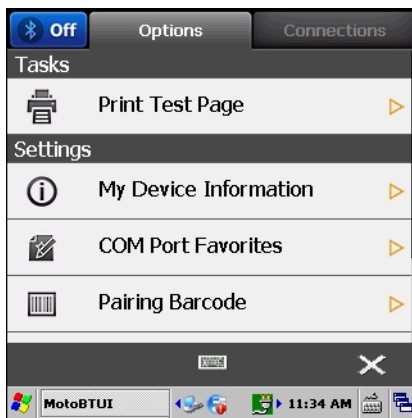 Off Options Connections
Tasks
Print Test Page
Settings
My Device Information
COM Port Favorites
Pairing Barcode
MotoBTUI 11:34 AM